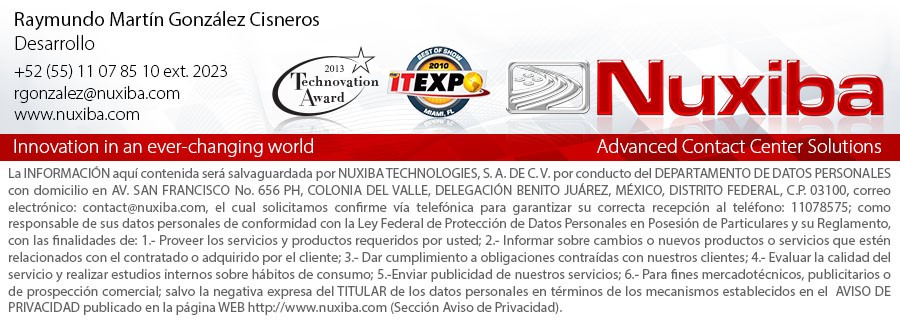 Raymundo Martín González Cisneros
Desarrollo
+52 (55) 11 07 85 10 ext. 2023
rgonzalez@nuxiba.com
www.nuxiba.com
2013
Technovation
Award
BEST OF SHOW
2010
ITEXPO
MIAMI, FL
Nuxiba
Innovation in an ever-changing world
Advanced Contact Center Solutions
La INFORMACIÓN aquí contenida será salvaguardada por NUXIBA TECHNOLOGIES, S. A. DE C. V. por conducto del DEPARTAMENTO DE DATOS PERSONALES
con domicilio en AV. SAN FRANCISCO No. 656 PH, COLONIA DEL VALLE, DELEGACIÓN BENITO JUÁREZ, MÉXICO, DISTRITO FEDERAL, C.P. 03100, correo
electrónico: contact@nuxiba.com, el cual solicitamos confirme vía telefónica para garantizar su correcta recepción al teléfono: 11078575; como
responsable de sus datos personales de conformidad con la Ley Federal de Protección de Datos Personales en Posesión de Particulares y su Reglamento,
con las finalidades de: 1.- Proveer los servicios y productos requeridos por usted; 2.- Informar sobre cambios o nuevos productos o servicios que estén
relacionados con el contratado o adquirido por el cliente; 3.- Dar cumplimiento a obligaciones contraídas con nuestros clientes; 4.- Evaluar la calidad del
servicio y realizar estudios internos sobre hábitos de consumo; 5.-Enviar publicidad de nuestros servicios; 6.- Para fines mercadotécnicos, publicitarios o
de prospección comercial; salvo la negativa expresa del TITULAR de los datos personales en términos de los mecanismos establecidos en el AVISO DE
PRIVACIDAD publicado en la página WEB http://www.nuxiba.com (Sección Aviso de Privacidad).